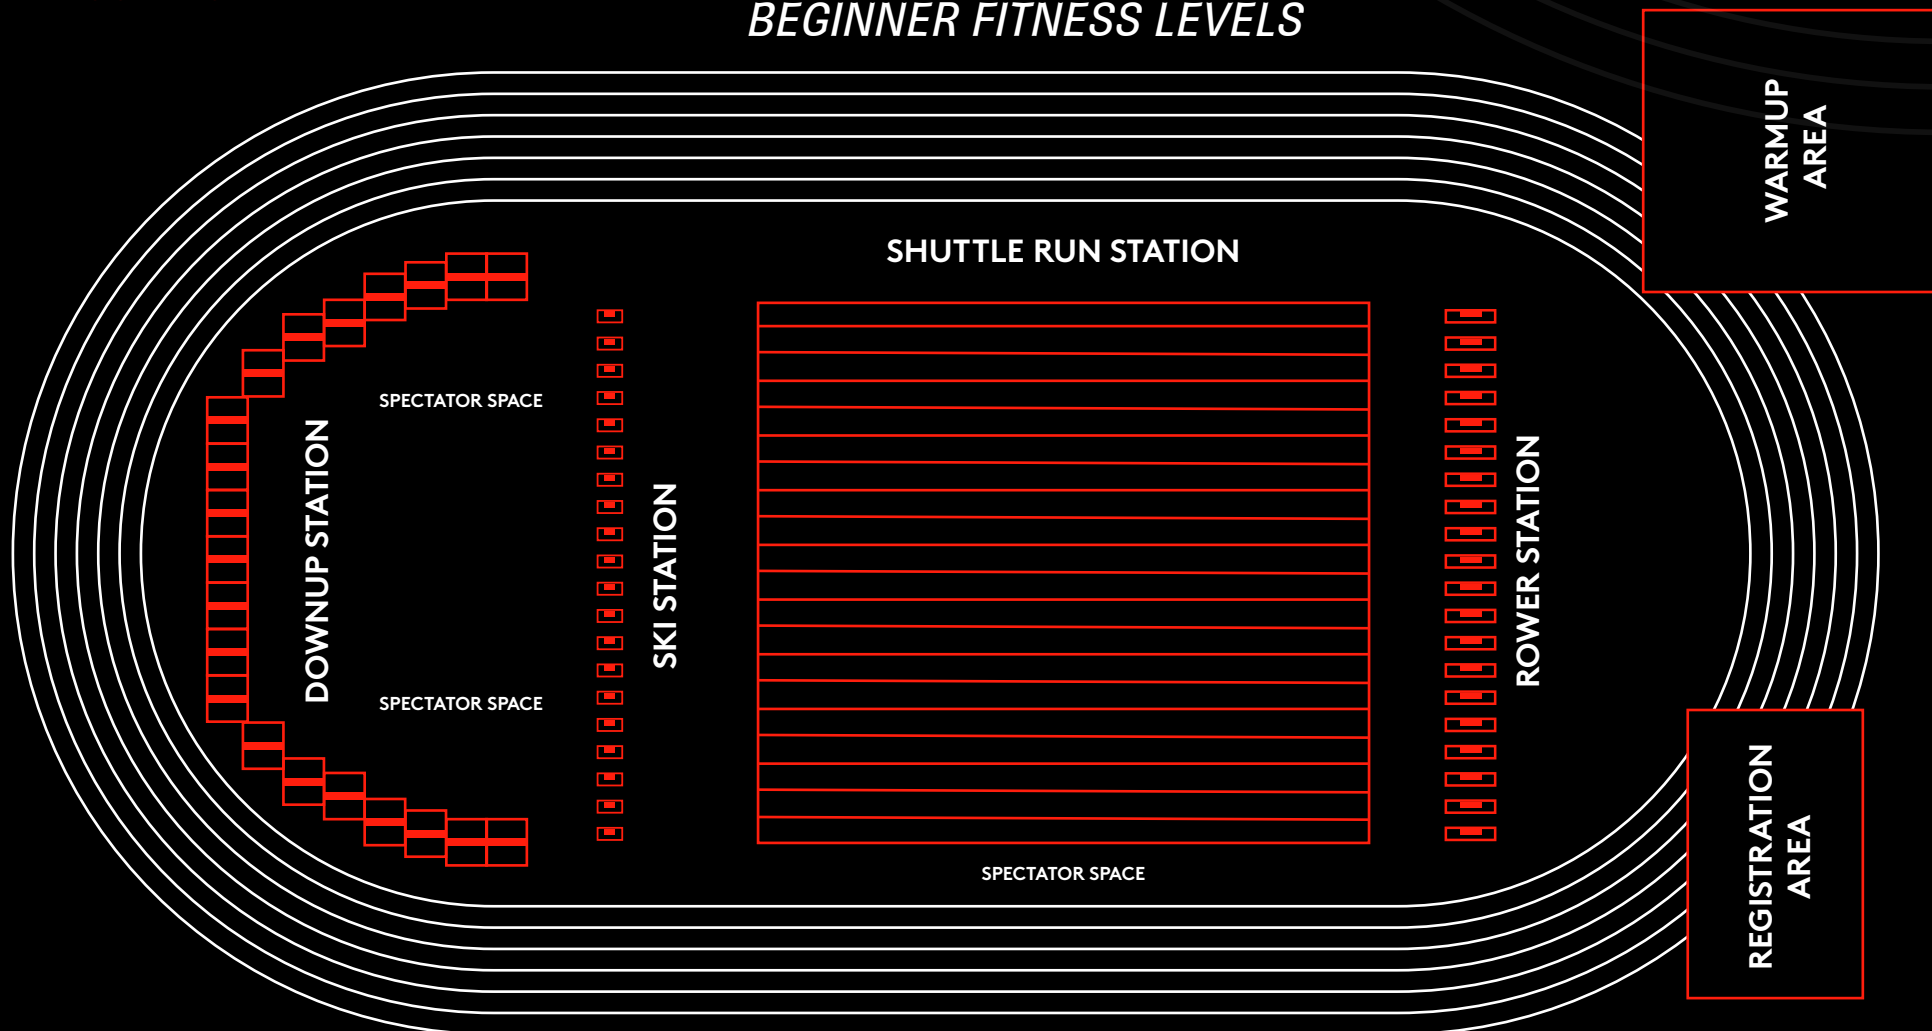 BEGINNER FITNESS LEVELS
WARMUP
AREA
SHUTTLE RUN STATION
SPECTATOR SPACE
DOWNUP STATION
SKI STATION
ROWER STATION
SPECTATOR SPACE
REGISTRATION
AREA
SPECTATOR SPACE